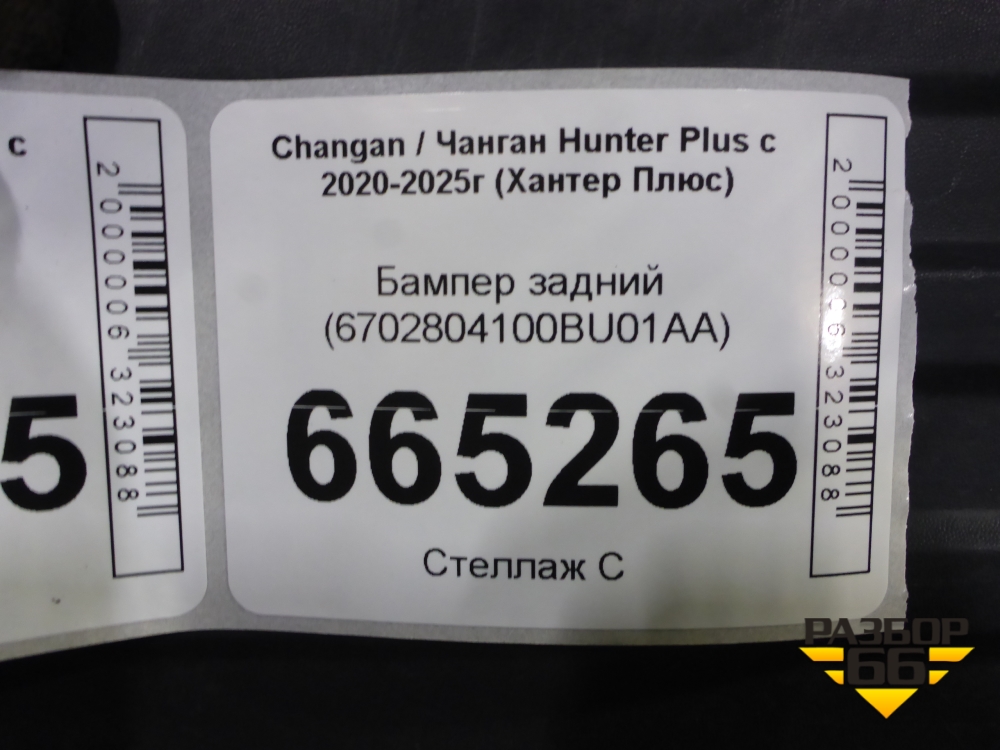 с
2000006323088
5
Changan / Чанган Hunter Plus с
2020-2025г (Хантер Плюс)
Бампер задний
(6702804100BU01AA)
665265
Стеллаж С
2000006323088
РАЗБОР
66